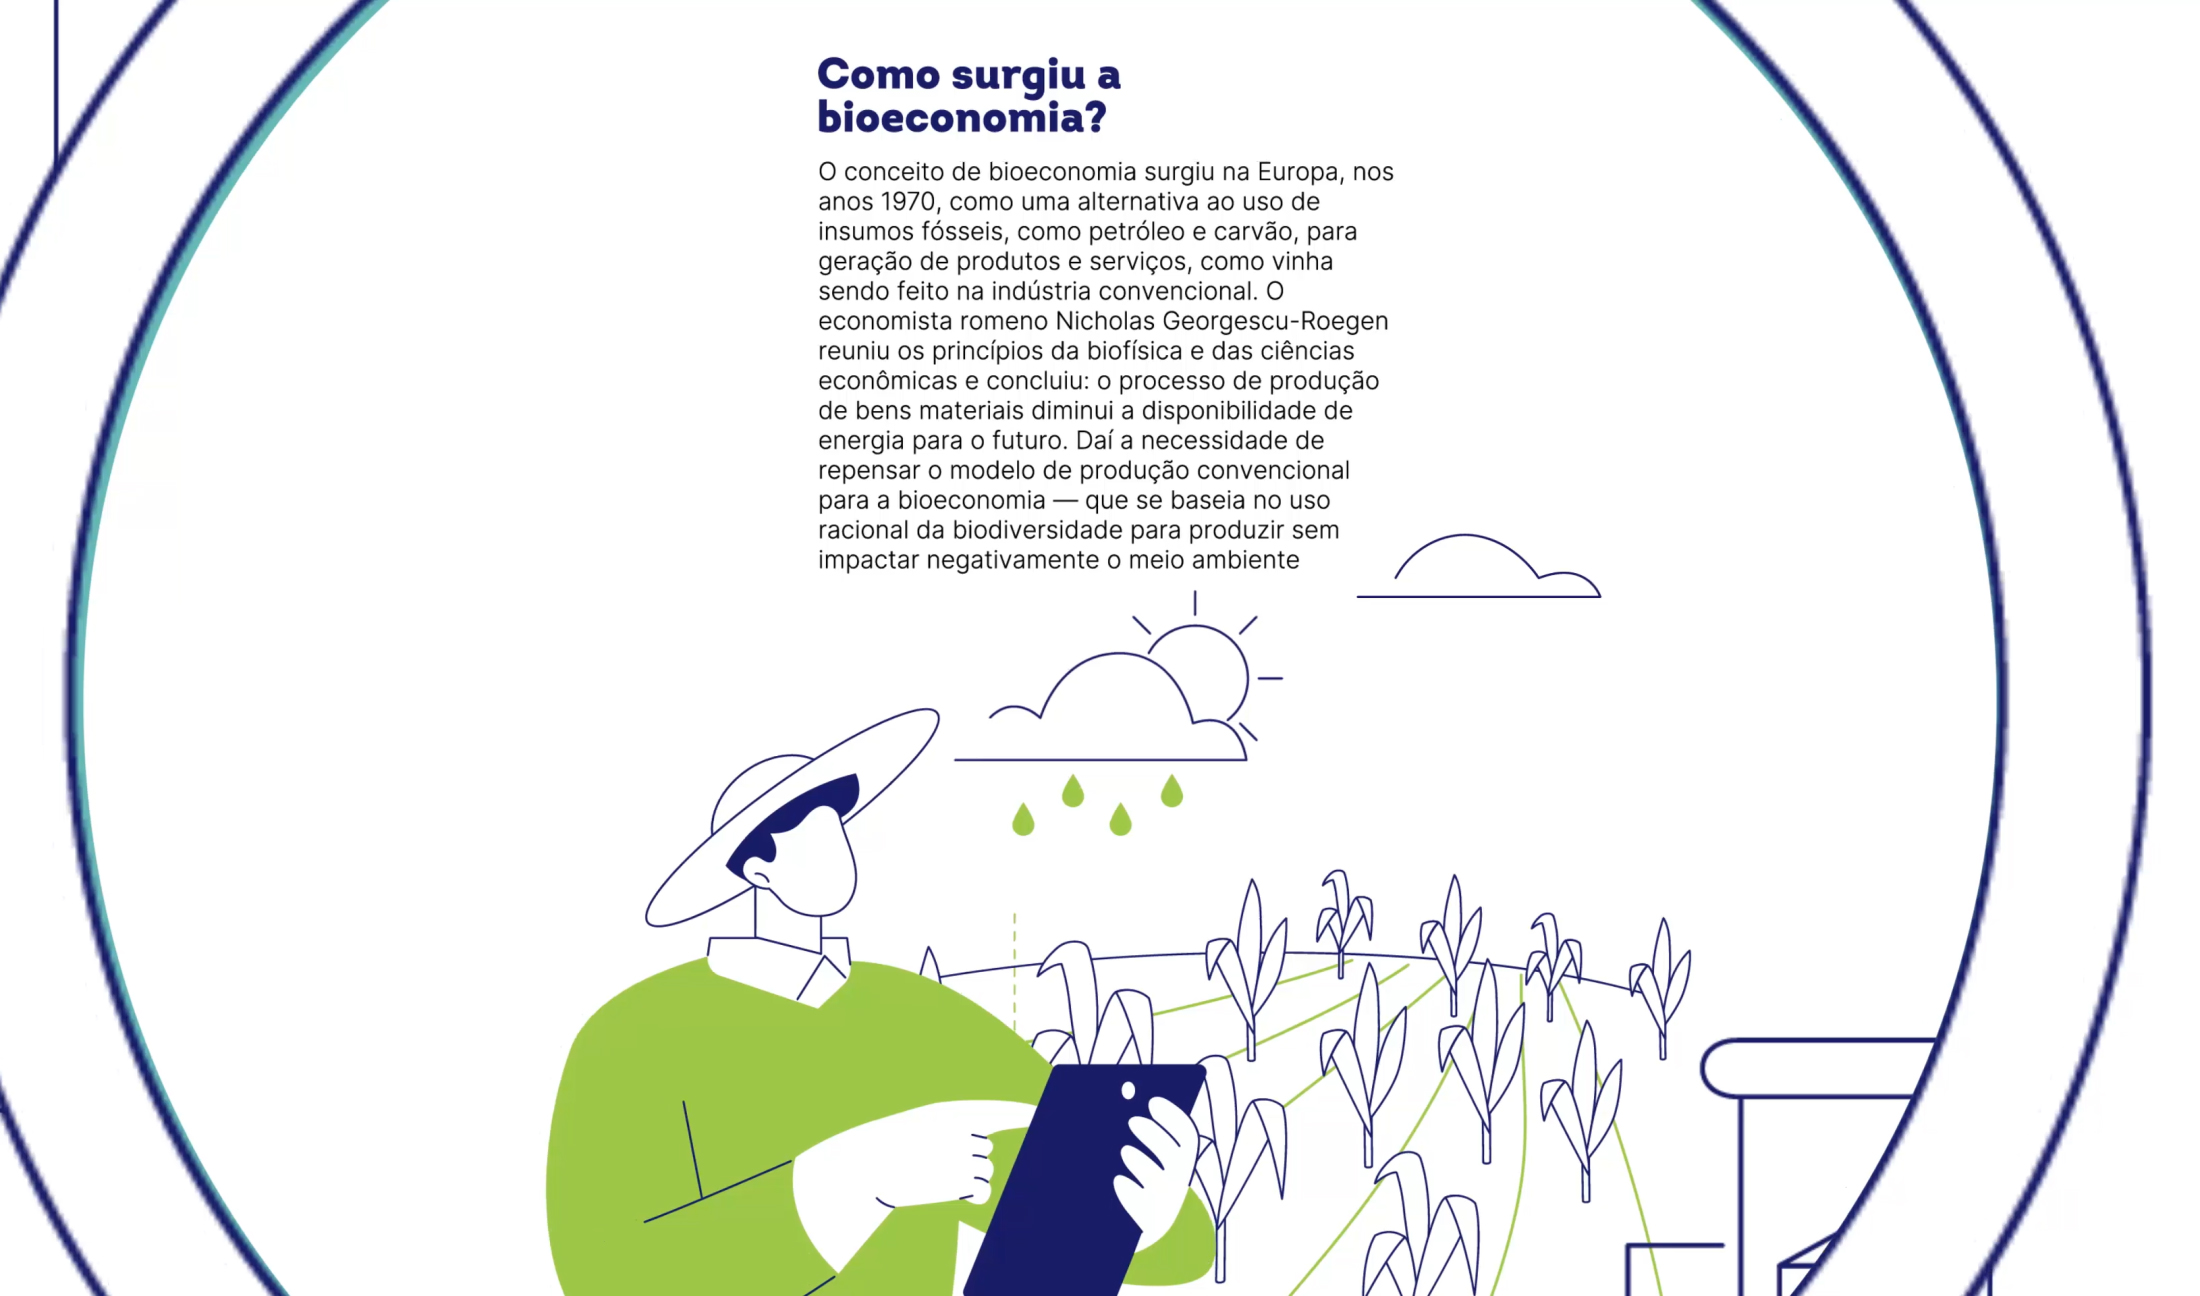 Como surgiu a
bioeconomia?
O conceito de bioeconomia surgiu na Europa, nos
anos 1970, como uma alternativa ao uso de
insumos fósseis, como petróleo e carvão, para
geração de produtos e serviços, como vinha
sendo feito na indústria convencional. O
economista romeno Nicholas Georgescu-Roegen
reuniu os princípios da biofísica e das ciências
econômicas e concluiu: o processo de produção
de bens materiais diminui a disponibilidade de
energia para o futuro. Daí a necessidade de
repensar o modelo de produção convencional
para a bioeconomia — que se baseia no uso
racional da biodiversidade para produzir sem
impactar negativamente o meio ambiente